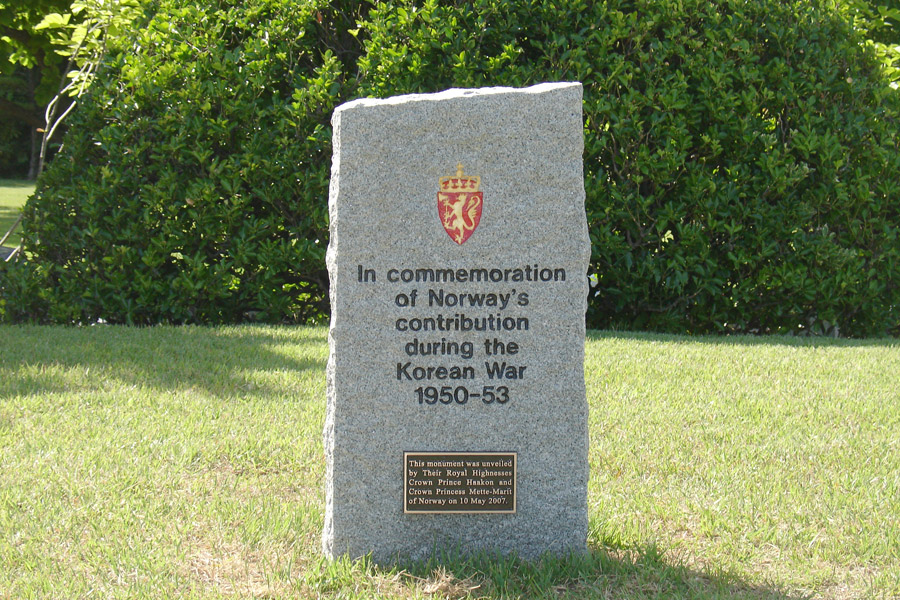 In commemoration
of Norway's
contribution
during the
Korean War
1950-53
This monument was unveiled
by Their Royal Highnesses
Crown Prince Haakon and
Crown Princess Mette-Marit
of Norway on 10 May 2007.